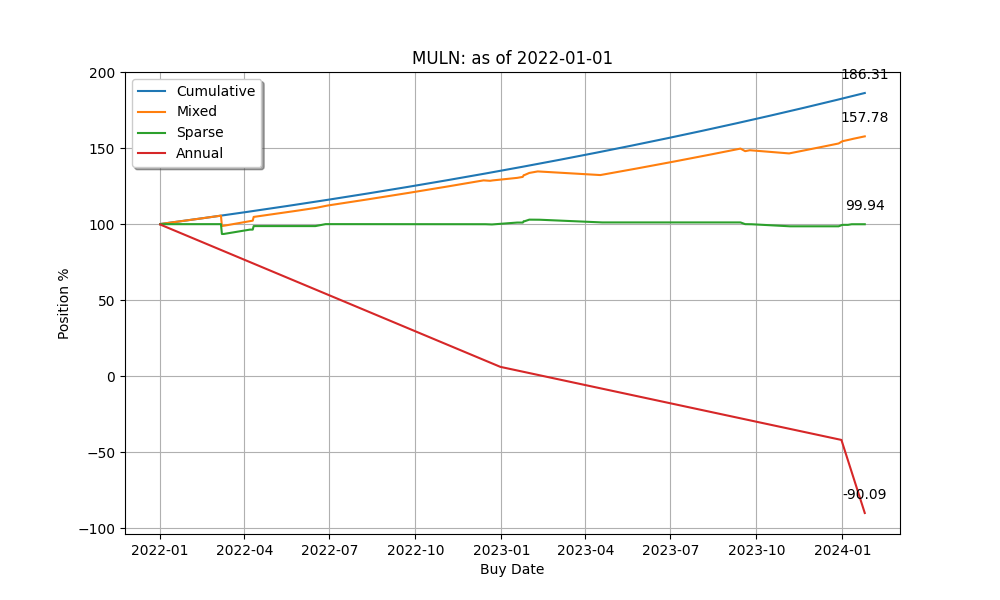 MULN: as of 2022-01-01
Cumulative
Mixed
Sparse
Annual
186.31
157.78
99.94
-90.09
200
150
100
50
0
−50
−100
Position %
2022-01 2022-04 2022-07 2022-10 2023-01 2023-04 2023-07 2023-10 2024-01
Buy Date